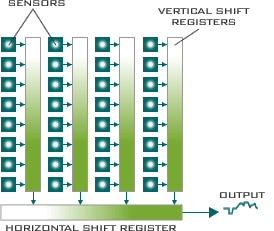 SENSORS
VERTICAL SHIFT
REGISTERS
OUTPUT
HORIZONTAL SHIFT REGISTER